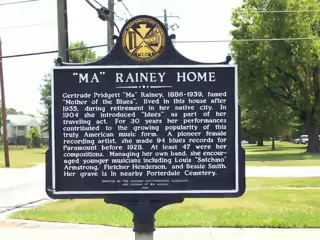 "MA" RAINEY HOME
Gertrude Pridgett "Ma" Rainey, 1886-1939, famed
"Mother of the Blues", lived in this house after
1935, during retirement in her native city. In
1904 she introduced "blues" as part of her
traveling act. For 30 years her performances
contributed to the growing popularity of this
truly American music form. A pioneer female
recording artist, she made 94 blues records for
Paramount before 1928. At least 47 were her
compositions. Managing her own band, she encour-
aged younger musicians including Louis "Satchmo"
Armstrong, Fletcher Henderson, and Bessie Smith.
Her grave is in nearby Porterdale Cemetery.